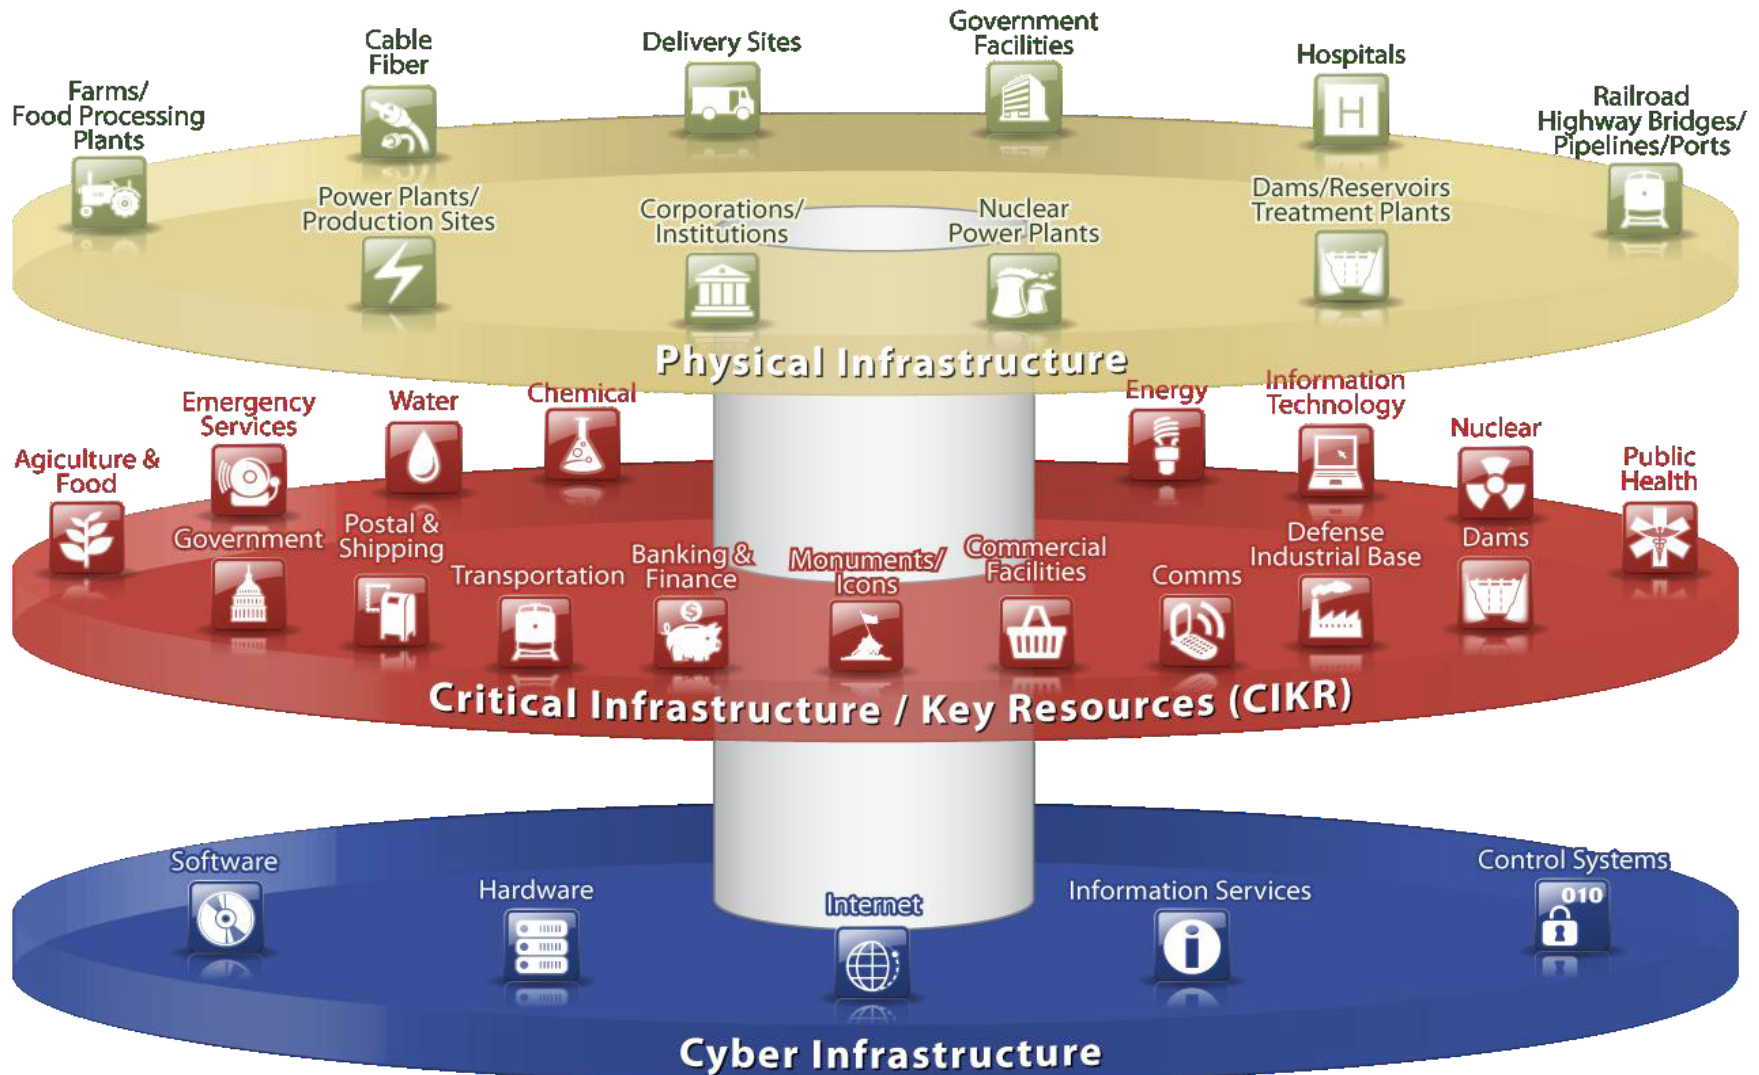 Farms/
Food Processing
Plants
Cable
Fiber
Delivery Sites
Government
Facilities
Hospitals
Railroad
Highway Bridges/
Pipelines/Ports
Power Plants/
Production Sites
Corporations/
Institutions
Nuclear
Power Plants
Dams/Reservoirs
Treatment Plants
H
Physical Infrastructure
Agiculture &
Food
Emergency
Services
Water
Chemical
Energy
Information
Technology
Nuclear
Public
Health
Government
Postal &
Shipping
Transportation
Banking &
Finance
$
Monuments/
Icons
Commercial
Facilities
Comms
Defense
Industrial Base
Dams
Critical Infrastructure / Key Resources (CIKR)
Software
Hardware
Internet
Information Services
i
Control Systems
010
Cyber Infrastructure